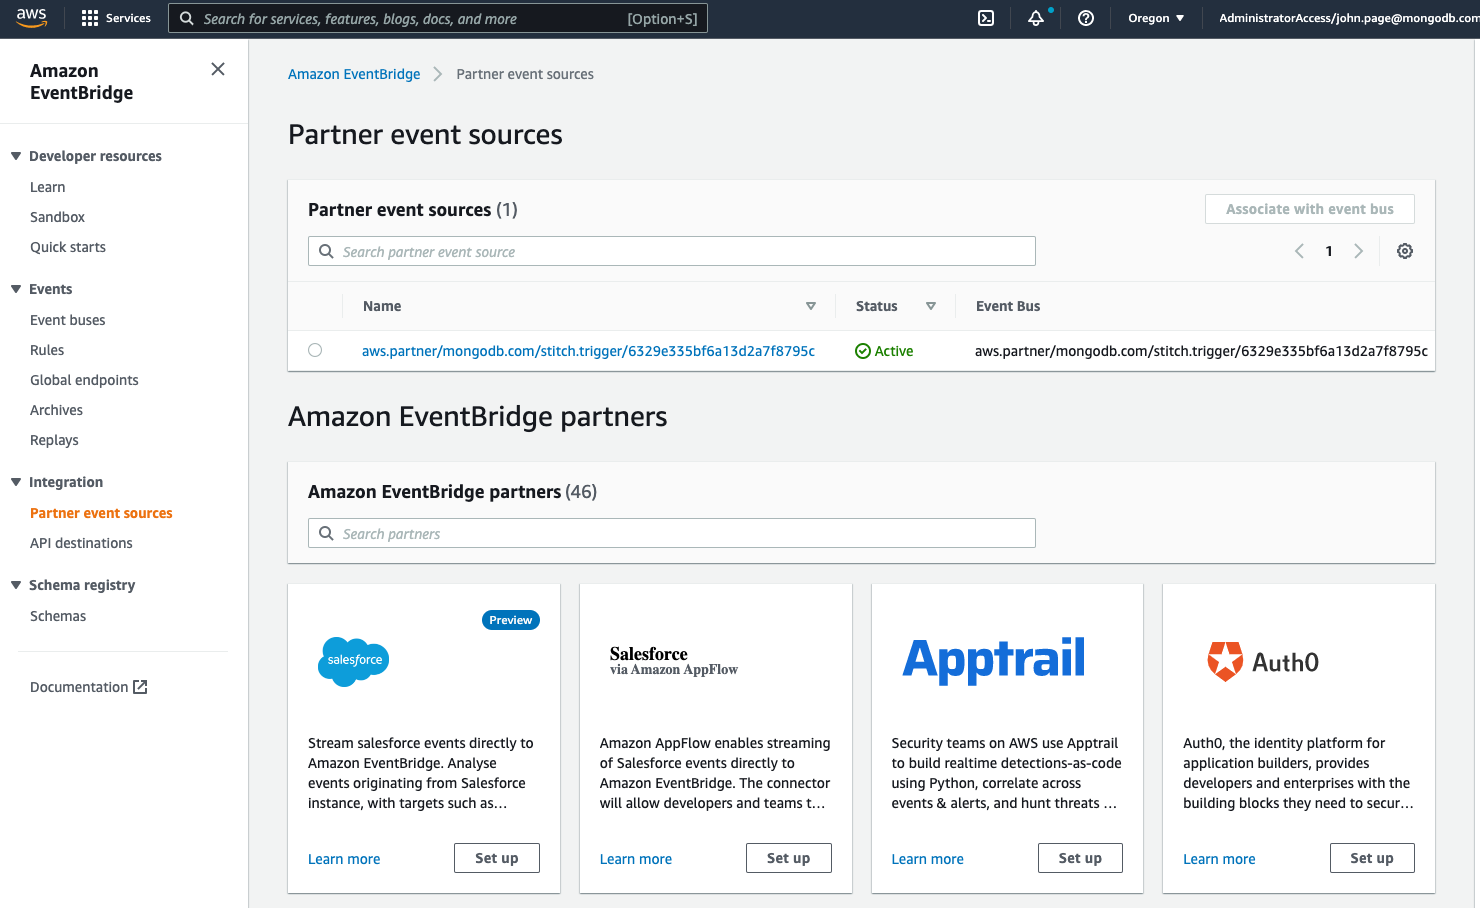 aws
Services
Search for services, features, blogs, docs, and more
[Option+S]
Oregon
AdministratorAccess/john.page@mongodb.com
Amazon
EventBridge
Developer resources
Learn
Sandbox
Quick starts
Events
Event buses
Rules
Global endpoints
Archives
Replays
Integration
Partner event sources
API destinations
Schema registry
Schemas
Documentation
Amazon EventBridge
Partner event sources
Partner event sources
Partner event sources (1)
Associate with event bus
Search partner event source
1
Name
Status
Event Bus
aws.partner/mongodb.com/stitch.trigger/6329e335bf6a13d2a7f8795c
Active
aws.partner/mongodb.com/stitch.trigger/6329e335bf6a13d2a7f8795c
Amazon EventBridge partners
Amazon EventBridge partners (46)
Search partners
Preview
salesforce
Stream salesforce events directly to
Amazon EventBridge. Analyse
events originating from Salesforce
instance, with targets such as...
Learn more
Set up
Salesforce
via Amazon AppFlow
Amazon AppFlow enables streaming
of Salesforce events directly to
Amazon EventBridge. The connector
will allow developers and teams t...
Learn more
Set up
Apptrail
Security teams on AWS use Apptrail
to build realtime detections-as-code
using Python, correlate across
events & alerts, and hunt threats ...
Learn more
Set up
Auth0
Auth0, the identity platform for
application builders, provides
developers and enterprises with the
building blocks they need to secur...
Learn more
Set up